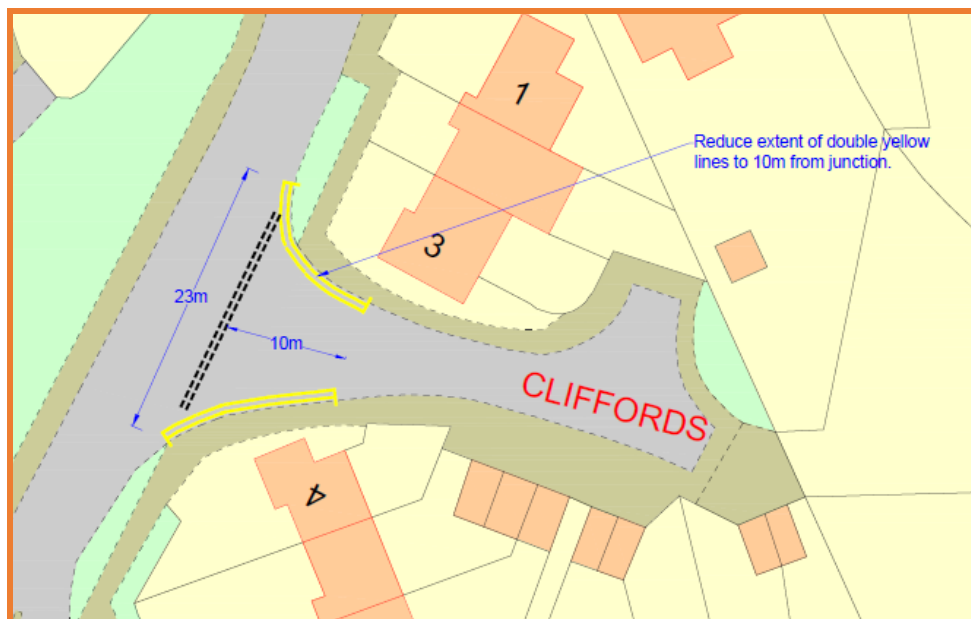 1
Reduce extent of double yellow
lines to 10m from junction.
3
23m
10m
CLIFFORDS
4